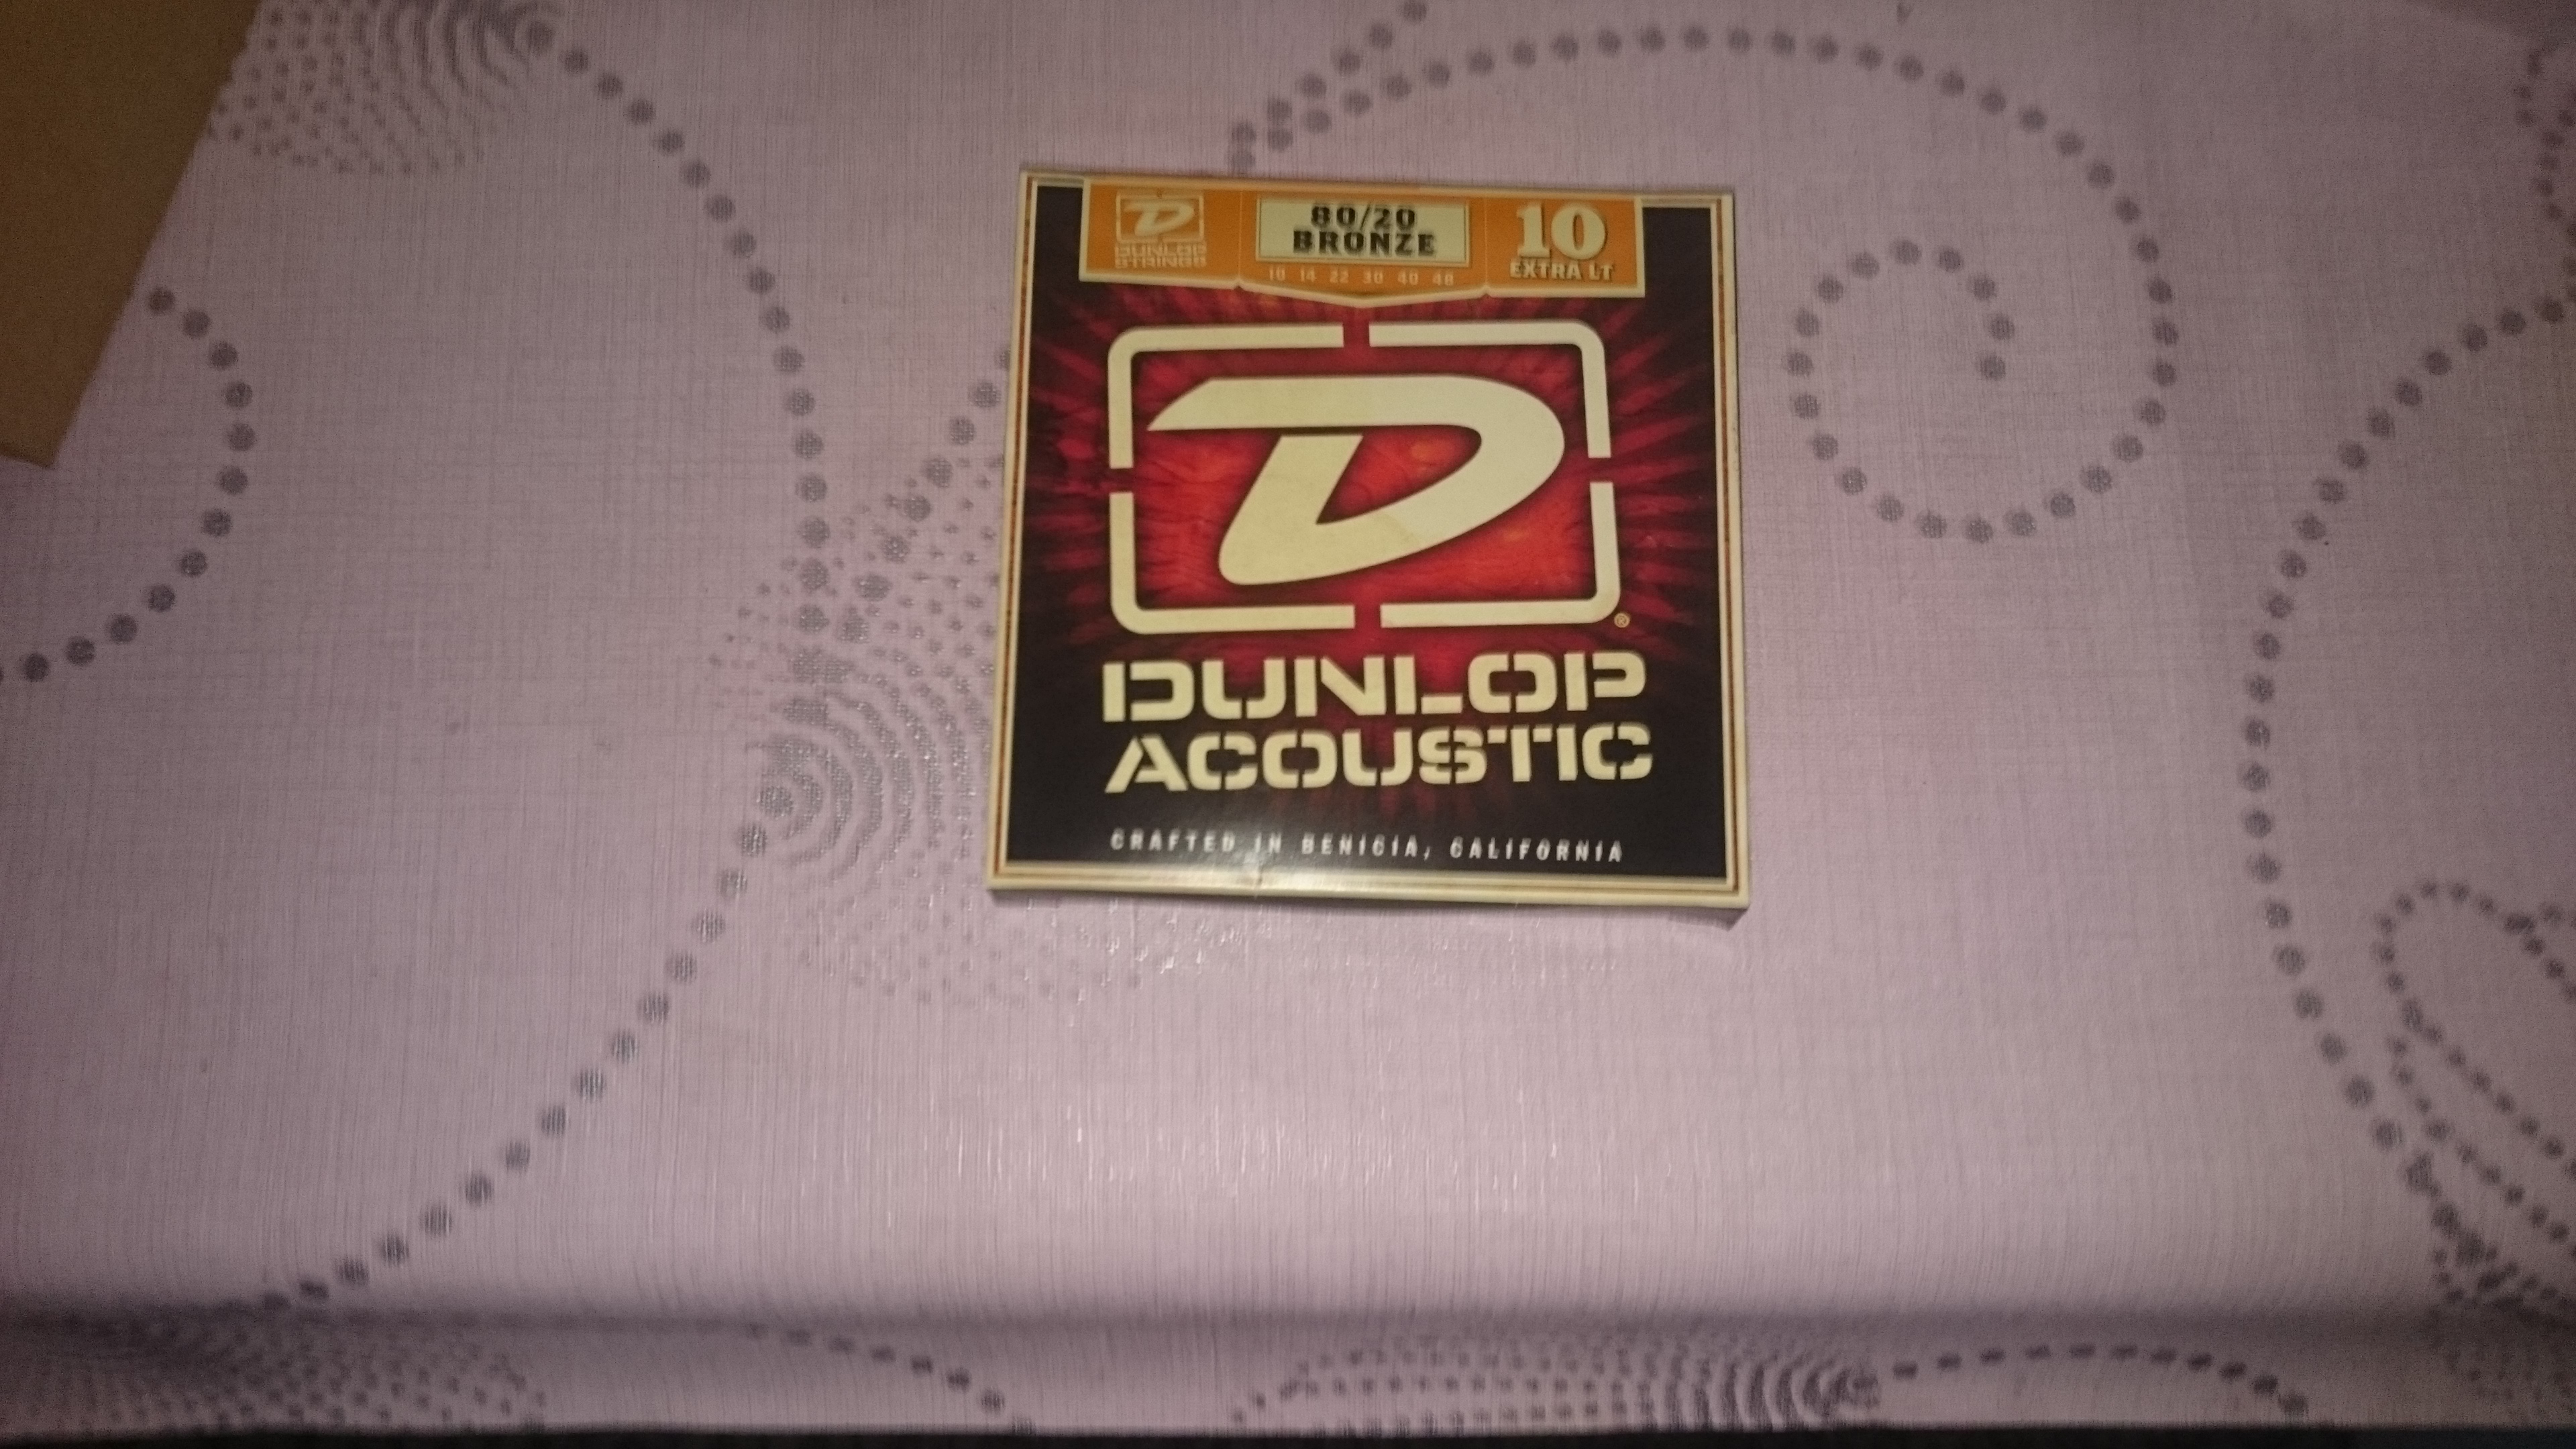 DUNLOP
STRINGS
80/20
BRONZE
10 14 22 30 40 48
10
EXTRA LT
D
DUNLOP
ACOUSTIC
CRAFTED IN BENICIA, CALIFORNIA